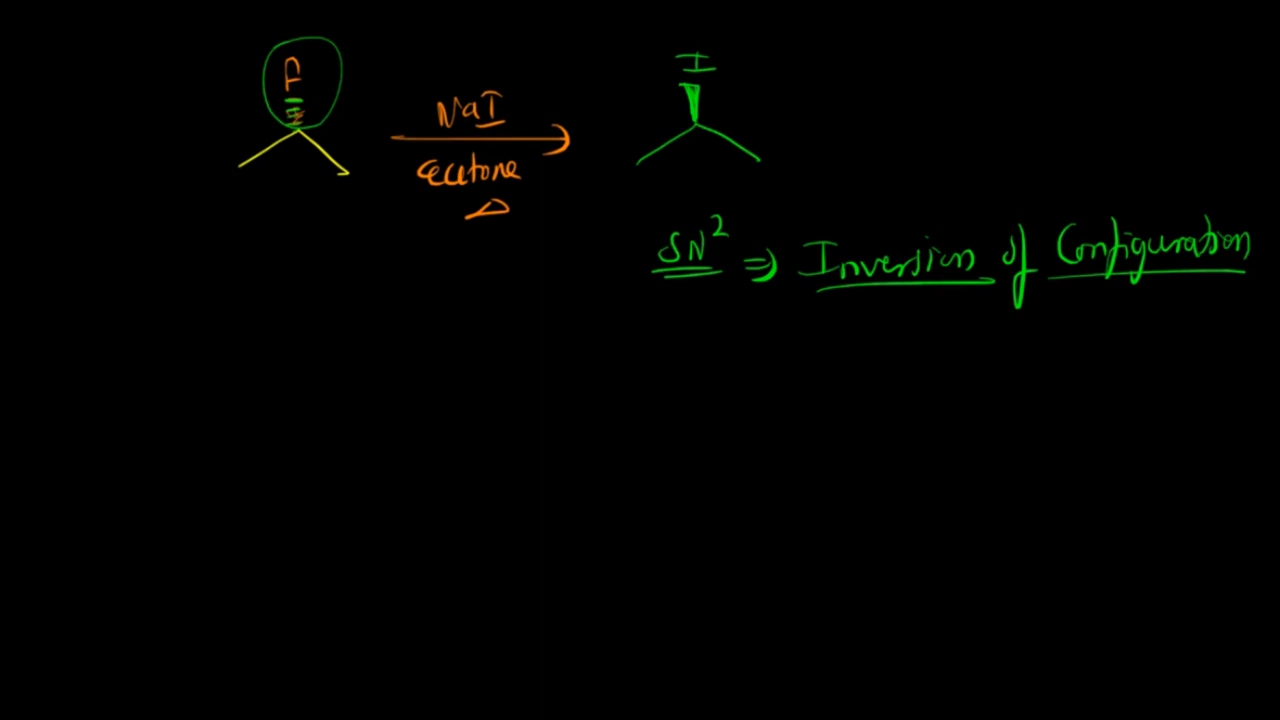 F
NaI
acetone
Δ
I
SN² ⇒ Inversion of Configuration